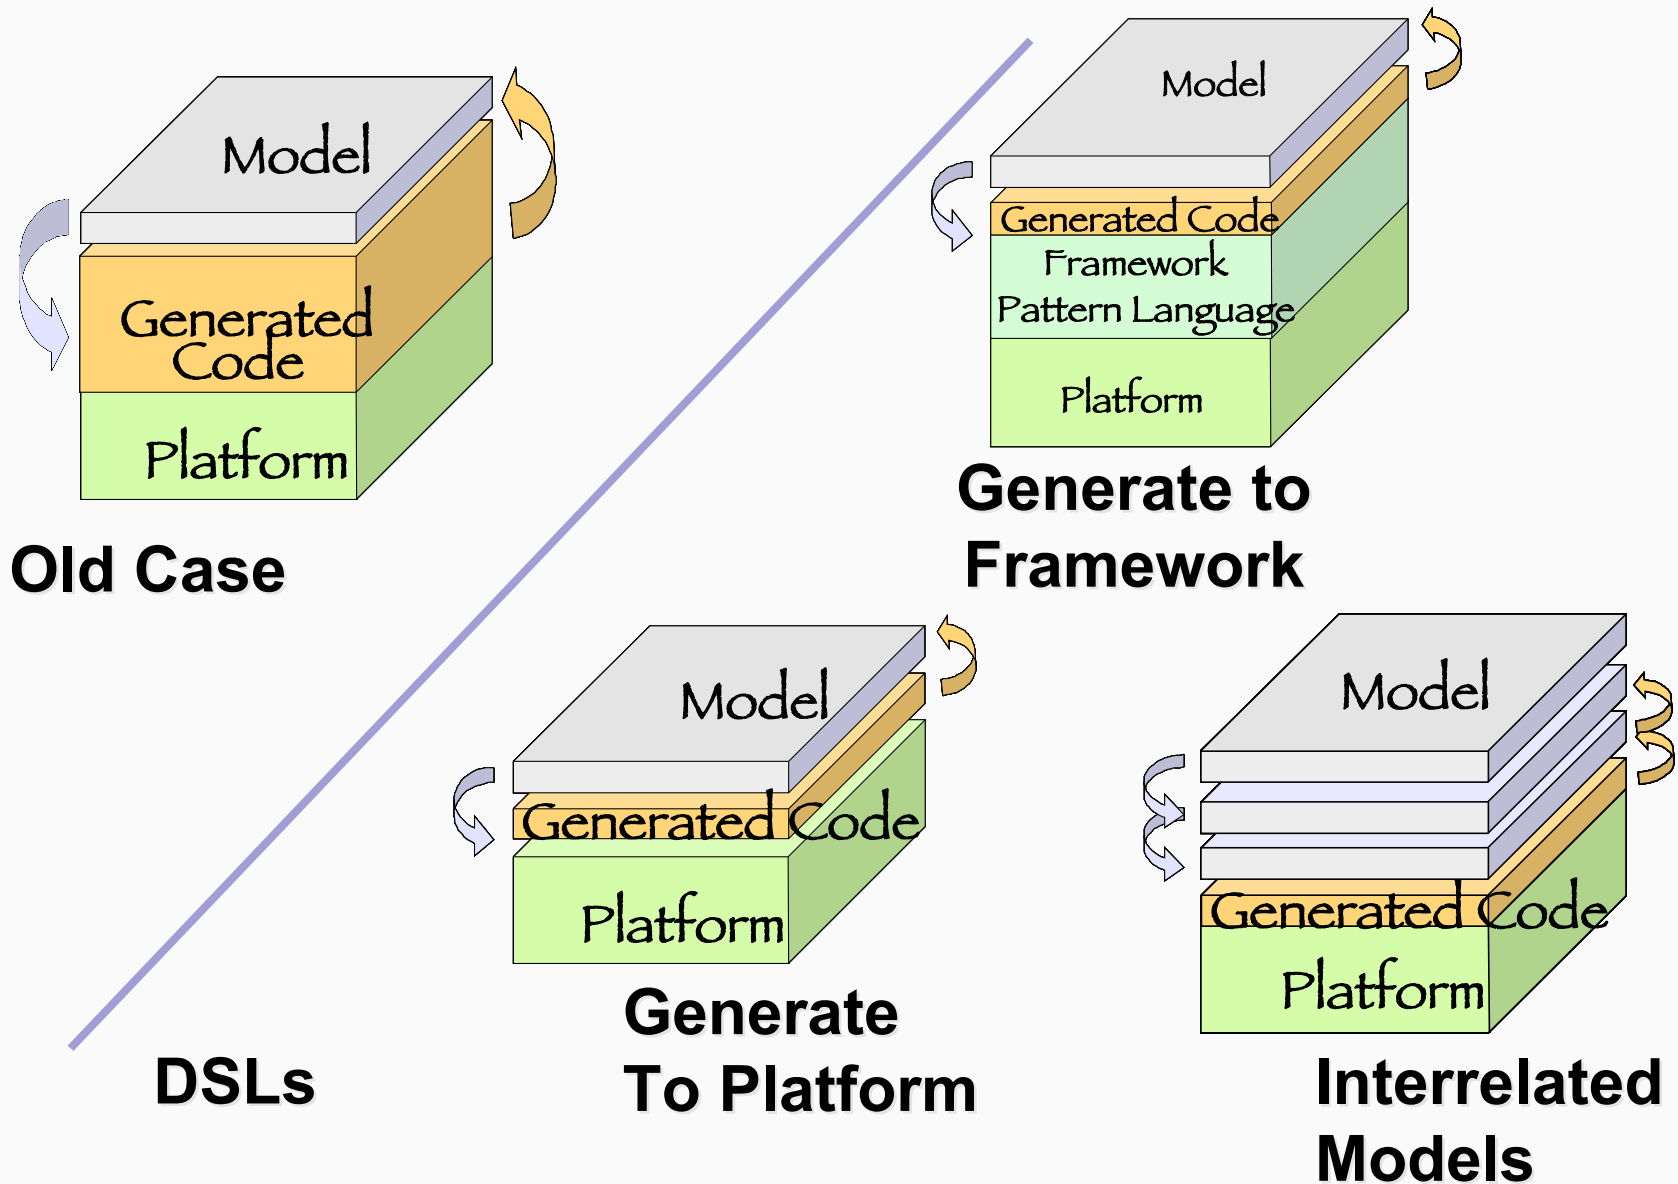 Model
Generated
Code
Platform
Old Case
Model
Generated Code
Framework
Pattern Language
Platform
Generate to
Framework
Model
Generated Code
Platform
Generate
To Platform
Model
Generated Code
Platform
Interrelated
Models
DSLs